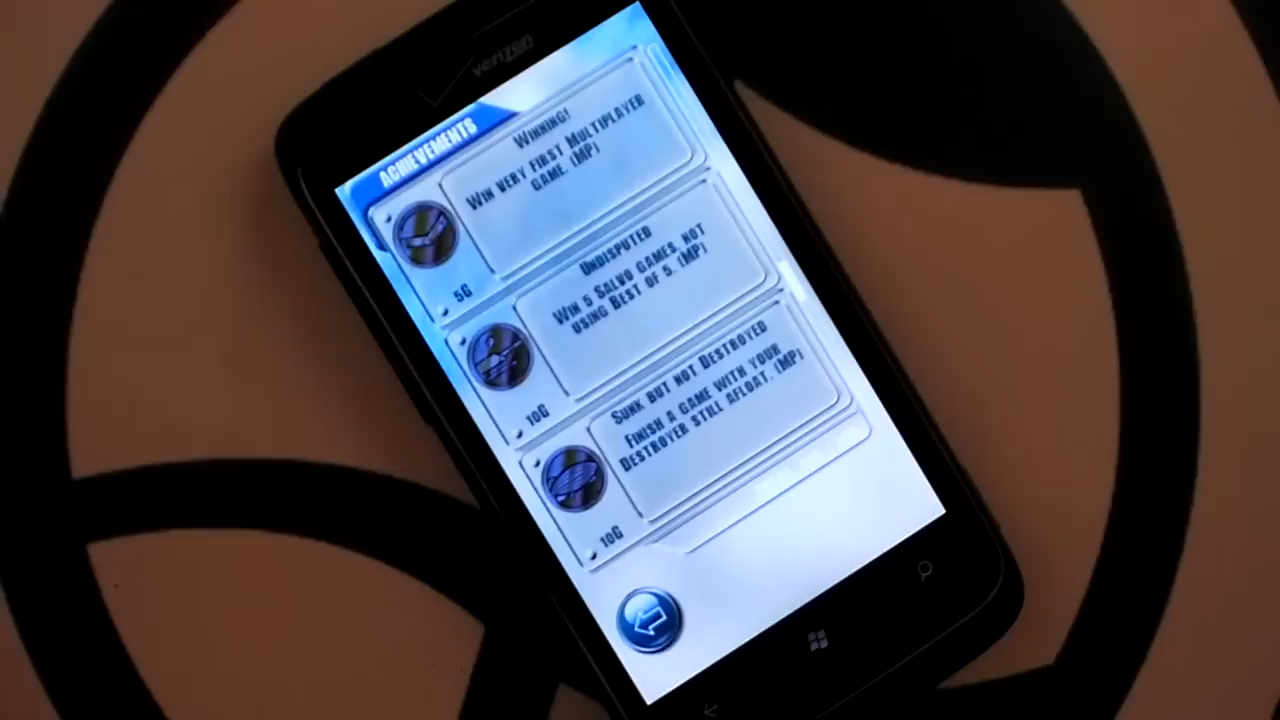 verizon
ACHIEVEMENTS
WINNING!
WIN VERY FIRST MULTIPLAYER
GAME. (MP)
5G
UNDISPUTED
WIN 5 SALVO GAMES, NOT
USING BEST OF 5. (MP)
10G
SUNK BUT NOT DESTROYED
FINISH A GAME WITH YOUR
DESTROYER STILL AFLOAT. (MP)
10G